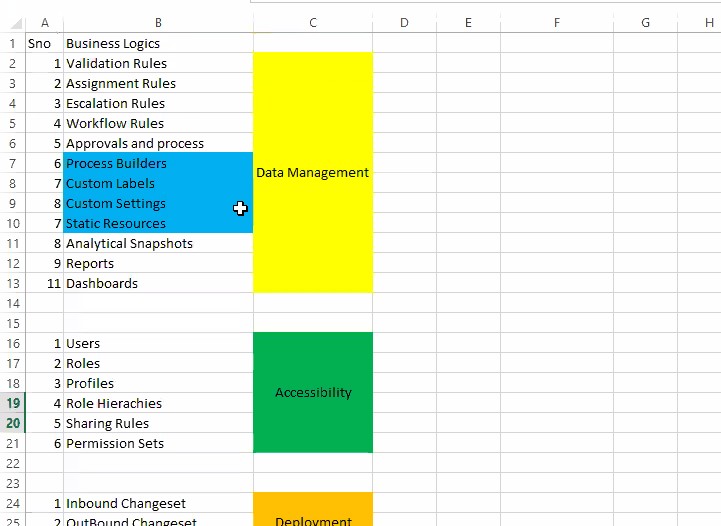 A B C D E F G H
1 Sno Business Logics
2 1 Validation Rules
3 2 Assignment Rules
4 3 Escalation Rules
5 4 Workflow Rules
6 5 Approvals and process
7 6 Process Builders
Data Management
8 7 Custom Labels
9 8 Custom Settings
10 7 Static Resources
11 8 Analytical Snapshots
12 9 Reports
13 11 Dashboards
14
15
16 1 Users
17 2 Roles
18 3 Profiles
Accessibility
19 4 Role Hierachies
20 5 Sharing Rules
21 6 Permission Sets
22
23
24 1 Inbound Changeset
25 2 OutBound Changeset Deployment